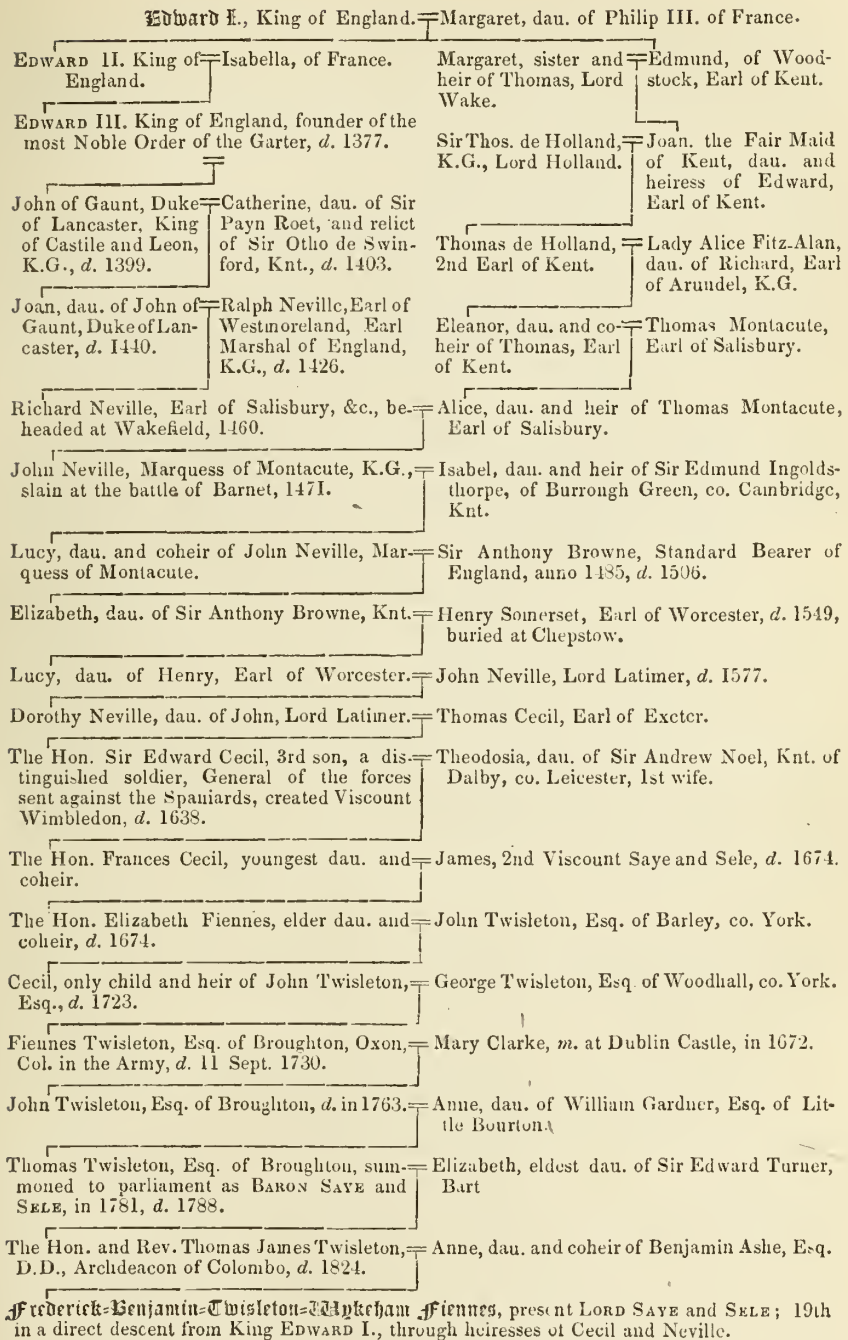 Edward I., King of England.=Margaret, dau. of Philip III. of France.
EDWARD II. King of England.=Isabella, of France.
Margaret, sister and heir of Thomas, Lord Wake.=Edmund, of Woodstock, Earl of Kent.
EDWARD III. King of England, founder of the
most Noble Order of the Garter, d. 1377.
=
Sir Thos. de Holland,=Joan. the Fair Maid
K.G., Lord Holland. of Kent, dau. and
heiress of Edward,
Earl of Kent.
John of Gaunt, Duke=Catherine, dau. of Sir
of Lancaster, King Payn Roet, and relict
of Castile and Leon, of Sir Otho de Swin-
K.G., d. 1399. ford, Knt., d. 1403.
Thomas de Holland,=Lady Alice Fitz-Alan,
2nd Earl of Kent. dau. of Richard, Earl
of Arundel, K.G.
Joan, dau. of John of=Ralph Neville, Earl of
Gaunt, Duke of Lan- Westmoreland, Earl
caster, d. 1440. Marshal of England,
K.G., d. 1426.
Eleanor, dau. and co-=Thomas Montacute,
heir of Thomas, Earl Earl of Salisbury.
of Kent.
Richard Neville, Earl of Salisbury, &c., be-=Alice, dau. and heir of Thomas Montacute,
headed at Wakefield, 1460. Earl of Salisbury.
John Neville, Marquess of Montacute, K.G.,=Isabel, dau. and heir of Sir Edmund Ingolds-
slain at the battle of Barnet, 1471. thorpe, of Burrough Green, co. Cambridge,
Knt.
Lucy, dau. and coheir of John Neville, Mar-=Sir Anthony Browne, Standard Bearer of
quess of Montacute. England, anno 1485, d. 1506.
Elizabeth, dau. of Sir Anthony Browne, Knt.=Henry Somerset, Earl of Worcester, d. 1549,
buried at Chepstow.
Lucy, dau. of Henry, Earl of Worcester.=John Neville, Lord Latimer, d. 1577.
Dorothy Neville, dau. of John, Lord Latimer.=Thomas Cecil, Earl of Exeter.
The Hon. Sir Edward Cecil, 3rd son, a dis-=Theodosia, dau. of Sir Andrew Noel, Knt. of
tinguished soldier, General of the forces Dalby, co. Leicester, 1st wife.
sent against the Spaniards, created Viscount
Wimbledon, d. 1638.
The Hon. Frances Cecil, youngest dau. and=James, 2nd Viscount Saye and Sele, d. 1674.
coheir.
The Hon. Elizabeth Fiennes, elder dau. and=John Twisleton, Esq. of Barley, co. York.
coheir, d. 1674.
Cecil, only child and heir of John Twisleton,=George Twisleton, Esq. of Woodhall, co. York.
Esq., d. 1723.
Fiennes Twisleton, Esq. of Broughton, Oxon,=Mary Clarke, m. at Dublin Castle, in 1672.
Col. in the Army, d. 11 Sept. 1730.
John Twisleton, Esq. of Broughton, d. in 1763.=Anne, dau. of William Gardner, Esq. of Lit-
tle Bourton.
Thomas Twisleton, Esq. of Broughton, sum-=Elizabeth, eldest dau. of Sir Edward Turner,
moned to parliament as BARON SAYE and Bart
SELE, in 1781, d. 1788.
The Hon. and Rev. Thomas James Twisleton,=Anne, dau. and coheir of Benjamin Ashe, Esq.
D.D., Archdeacon of Colombo, d. 1824.
Frederick=Benjamin=Twisleton=Wykeham Fiennes, present LORD SAYE and SELE; 19th
in a direct descent from King EDWARD I., through heiresses of Cecil and Neville.